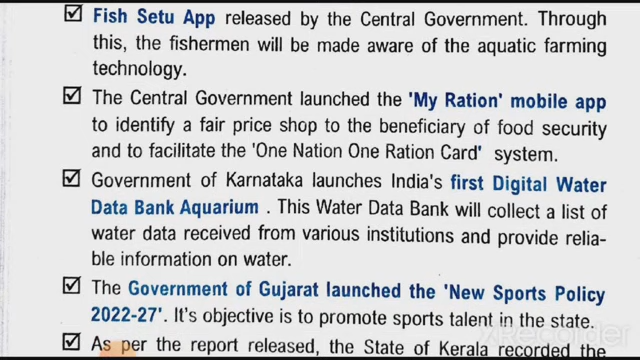 ☑ Fish Setu App released by the Central Government. Through
this, the fishermen will be made aware of the aquatic farming
technology.
☑ The Central Government launched the 'My Ration' mobile app
to identify a fair price shop to the beneficiary of food security
and to facilitate the 'One Nation One Ration Card' system.
☑ Government of Karnataka launches India's first Digital Water
Data Bank Aquarium . This Water Data Bank will collect a list of
water data received from various institutions and provide relia-
ble information on water.
☑ The Government of Gujarat launched the 'New Sports Policy
2022-27'. It's objective is to promote sports talent in the state.
☑ As per the report released, the State of Kerala recorded the
XRecorder